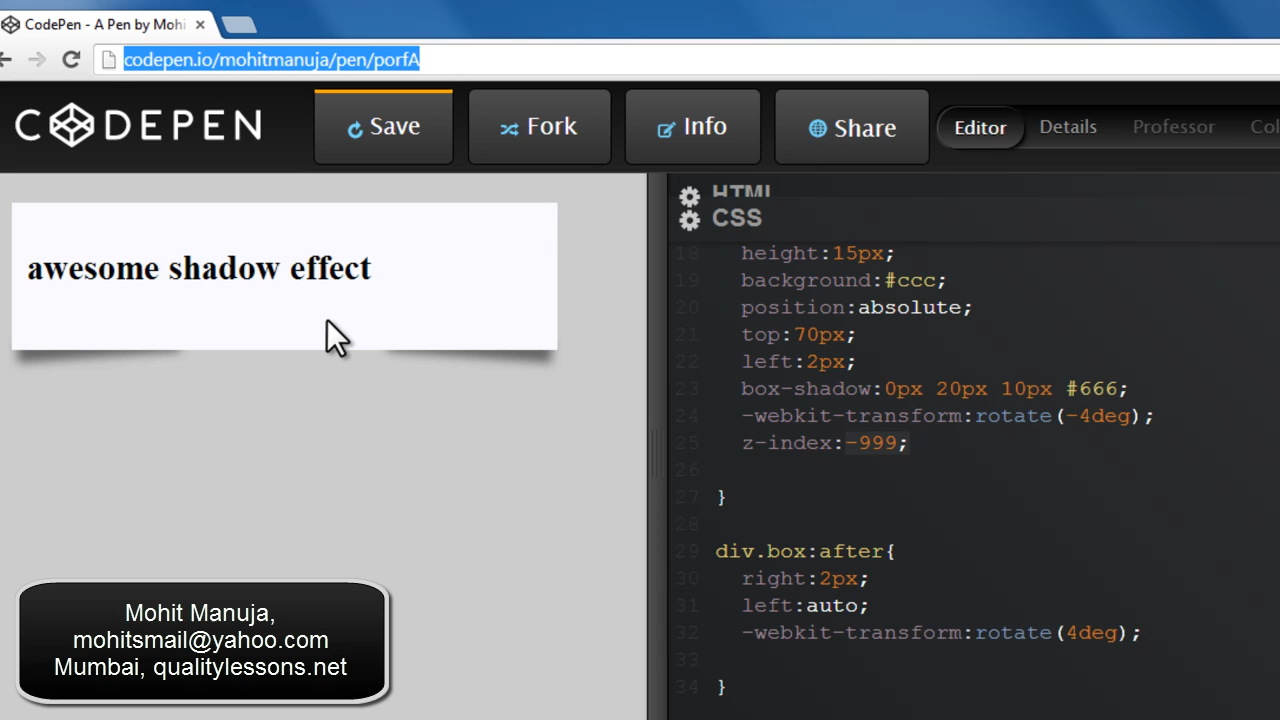 CodePen - A Pen by Mohi
codepen.io/mohitmanuja/pen/porfA
CODEPEN
Save
Fork
Info
Share
Editor
Details
Professor
Col
awesome shadow effect
HTML
CSS
18 height:15px;
19 background:#ccc;
20 position:absolute;
21 top:70px;
22 left:2px;
23 box-shadow:0px 20px 10px #666;
24 -webkit-transform:rotate(-4deg);
25 z-index:-999;
26
27 }
28
29 div.box:after{
30 right:2px;
31 left:auto;
32 -webkit-transform:rotate(4deg);
33
34 }
Mohit Manuja,
mohitsmail@yahoo.com
Mumbai, qualitylessons.net